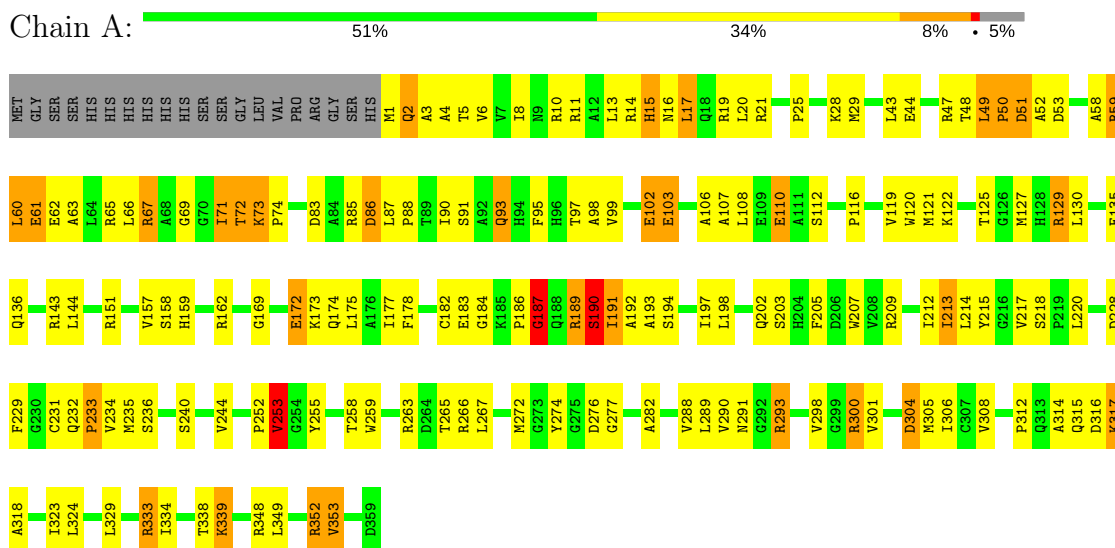 Chain A:
51% 34% 8% • 5%
MET GLY SER SER HIS HIS HIS HIS HIS HIS SER SER GLY LEU VAL PRO ARG GLY SER HIS M1 Q2 A3 A4 T5 V6 V7 I8 N9 R10 R11 A12 L13 R14 H15 N16 L17 Q18 R19 L20 R21 P25 K28 M29 L43 E44 R47 T48 L49 P50 D51 A52 D53 A58 R59
L60 E61 E62 A63 L64 R65 L66 R67 A68 G69 G70 I71 T72 K73 P74 D83 A84 R85 D86 L87 P88 T89 I90 S91 A92 Q93 H94 F95 H96 T97 A98 V99 E102 E103 A106 A107 L108 E109 E110 A111 S112 P116 V119 W120 M121 K122 T125 G126 M127 H128 R129 L130
Q136 R143 L144 R151 V157 S158 H159 R162 G169 E172 K173 Q174 L175 A176 I177 F178 C182 E183 G184 K185 P186 G187 Q188 R189 S190 I191 A192 A193 S194 I197 L198 Q202 S203 H204 F205 D206 W207 V208 R209 I212 I213 L214 Y215 G216 V217 S218 P219 L220
F229 G230 C231 Q232 P233 V234 M235 S236 S240 V244 P252 V253 G254 Y255 T258 W259 R263 D264 T265 R266 L267 M272 G273 Y274 G275 D276 G277 A282 V288 L289 V290 N291 G292 R293 V298 G299 R300 V301 D304 M305 I306 C307 V308 P312 Q313 A314 Q315 D316 K317
A318 I323 L324 L329 R333 I334 T338 K339 R348 L349 R352 V353 D359